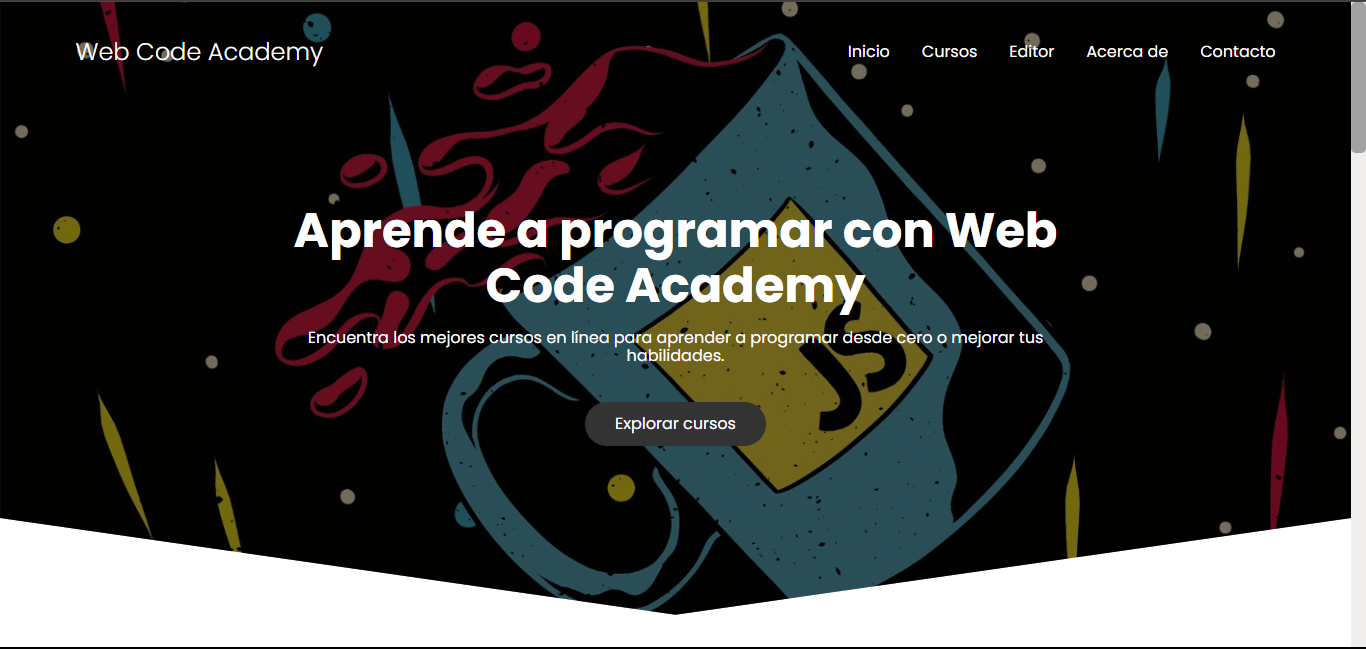 Web Code Academy
Inicio Cursos Editor Acerca de Contacto
Aprende a programar con Web
Code Academy
Encuentra los mejores cursos en línea para aprender a programar desde cero o mejorar tus
habilidades.
JS
Explorar cursos